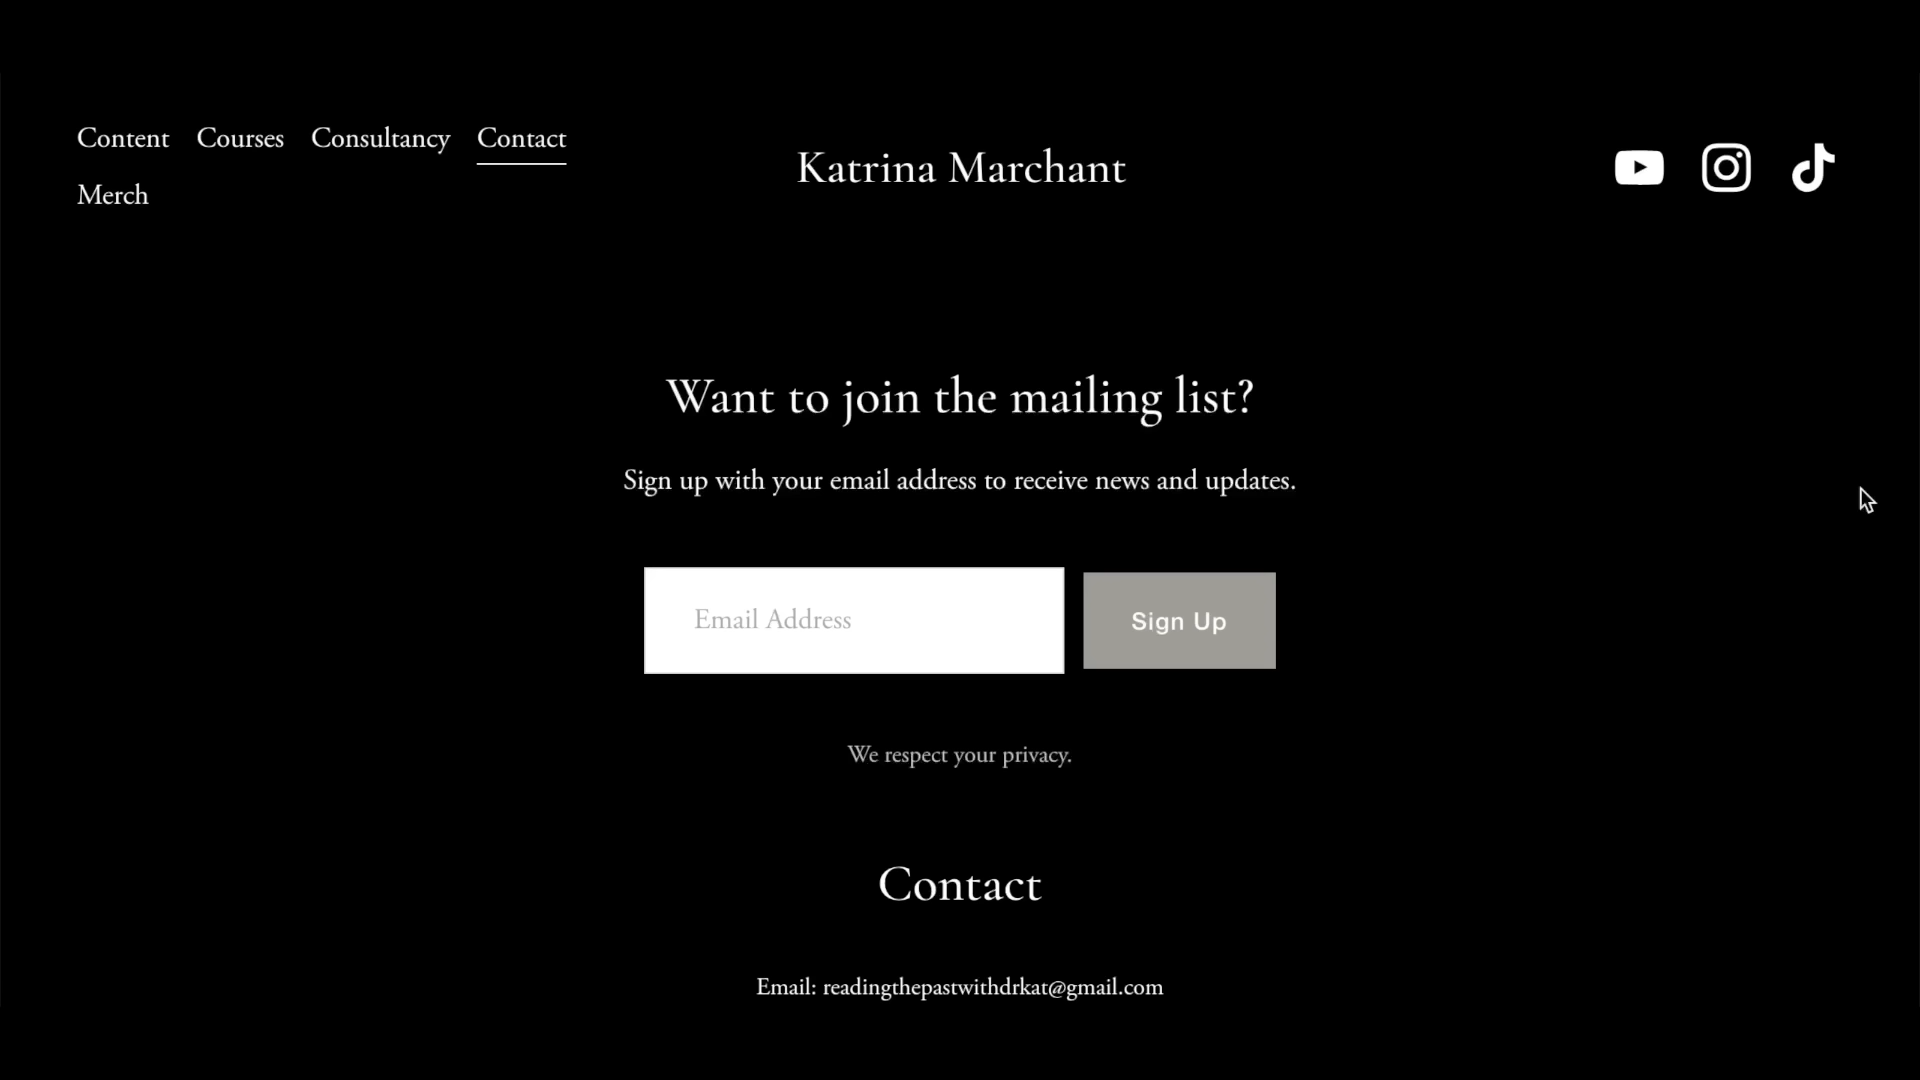 Content Courses Consultancy Contact
Merch
Katrina Marchant
Want to join the mailing list?
Sign up with your email address to receive news and updates.
Email Address
Sign Up
We respect your privacy.
Contact
Email: readingthepastwithdrkat@gmail.com